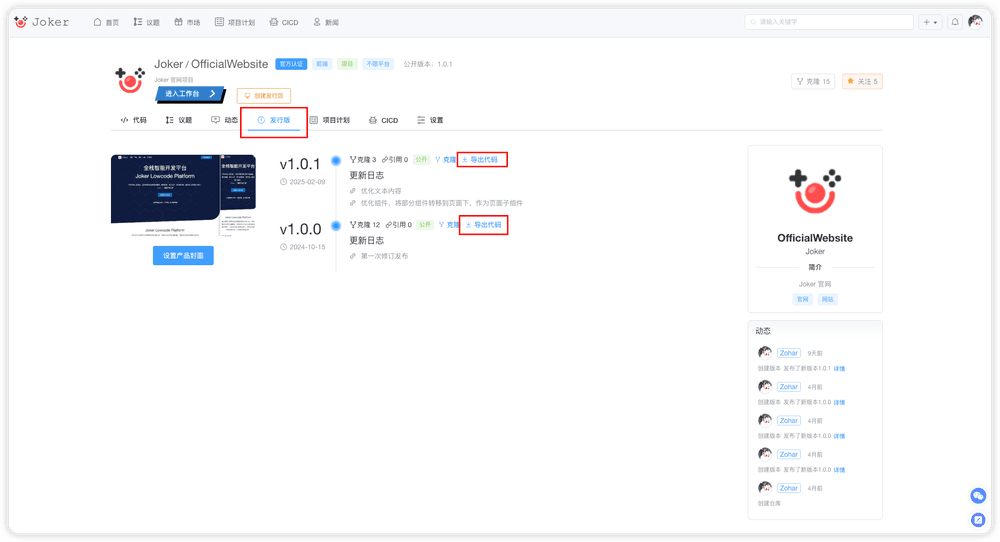 Joker 首页 议题 市场 项目计划 CICD 新闻 请输入关键字
Joker / OfficialWebsite 官方认证 前端 项目 不限平台 公开版本：1.0.1
Joker 官网项目
进入工作台 创建发行版 克隆 15 关注 5
代码 议题 动态 发行版 项目计划 CICD 设置
全栈智能开发平台
Joker Lowcode Platform
设置产品封面
v1.0.1
2025-02-09
克隆 3 引用 0 公开 克隆 导出代码
更新日志
优化文本内容
优化组件，将部分组件转移到页面下，作为页面子组件
v1.0.0
2024-10-15
克隆 12 引用 0 公开 克隆 导出代码
更新日志
第一次修订发布
OfficialWebsite
Joker
简介
Joker 官网
官网 网站
动态
Zohar 9天前
创建版本 发布了新版本1.0.1 详情
Zohar 4月前
创建版本 发布了新版本1.0.0 详情
Zohar 4月前
创建版本 发布了新版本1.0.0 详情
Zohar 4月前
创建版本 发布了新版本1.0.0 详情
Zohar 4月前
创建仓库